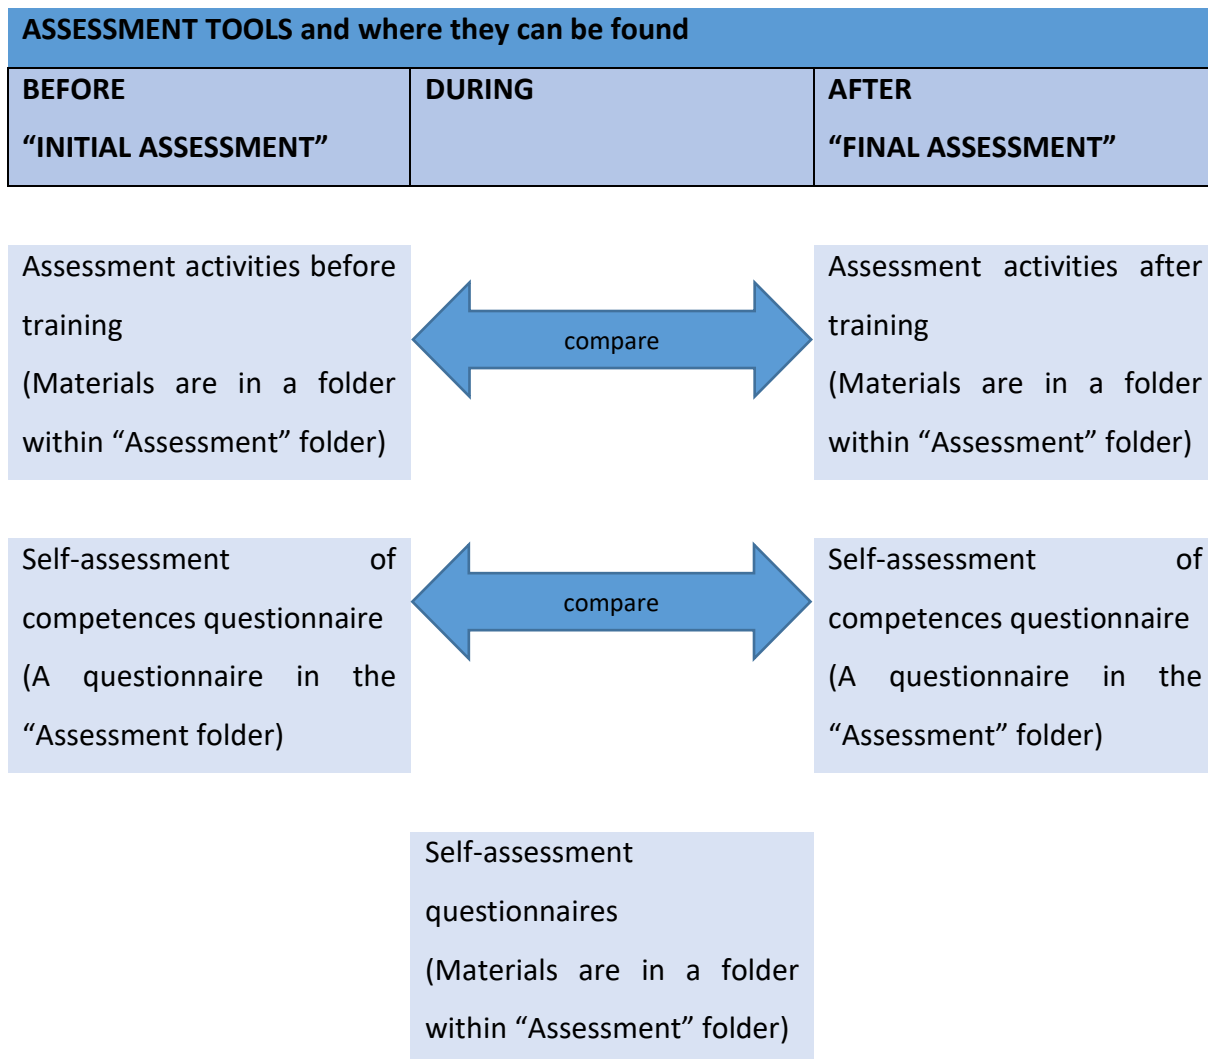 ASSESSMENT TOOLS and where they can be found
BEFORE
“INITIAL ASSESSMENT”
DURING
AFTER
“FINAL ASSESSMENT”
Assessment activities before
training
(Materials are in a folder
within “Assessment” folder)
compare
Assessment activities after
training
(Materials are in a folder
within “Assessment” folder)
Self-assessment of
competences questionnaire
(A questionnaire in the
“Assessment folder)
compare
Self-assessment of
competences questionnaire
(A questionnaire in the
“Assessment” folder)
Self-assessment
questionnaires
(Materials are in a folder
within “Assessment” folder)